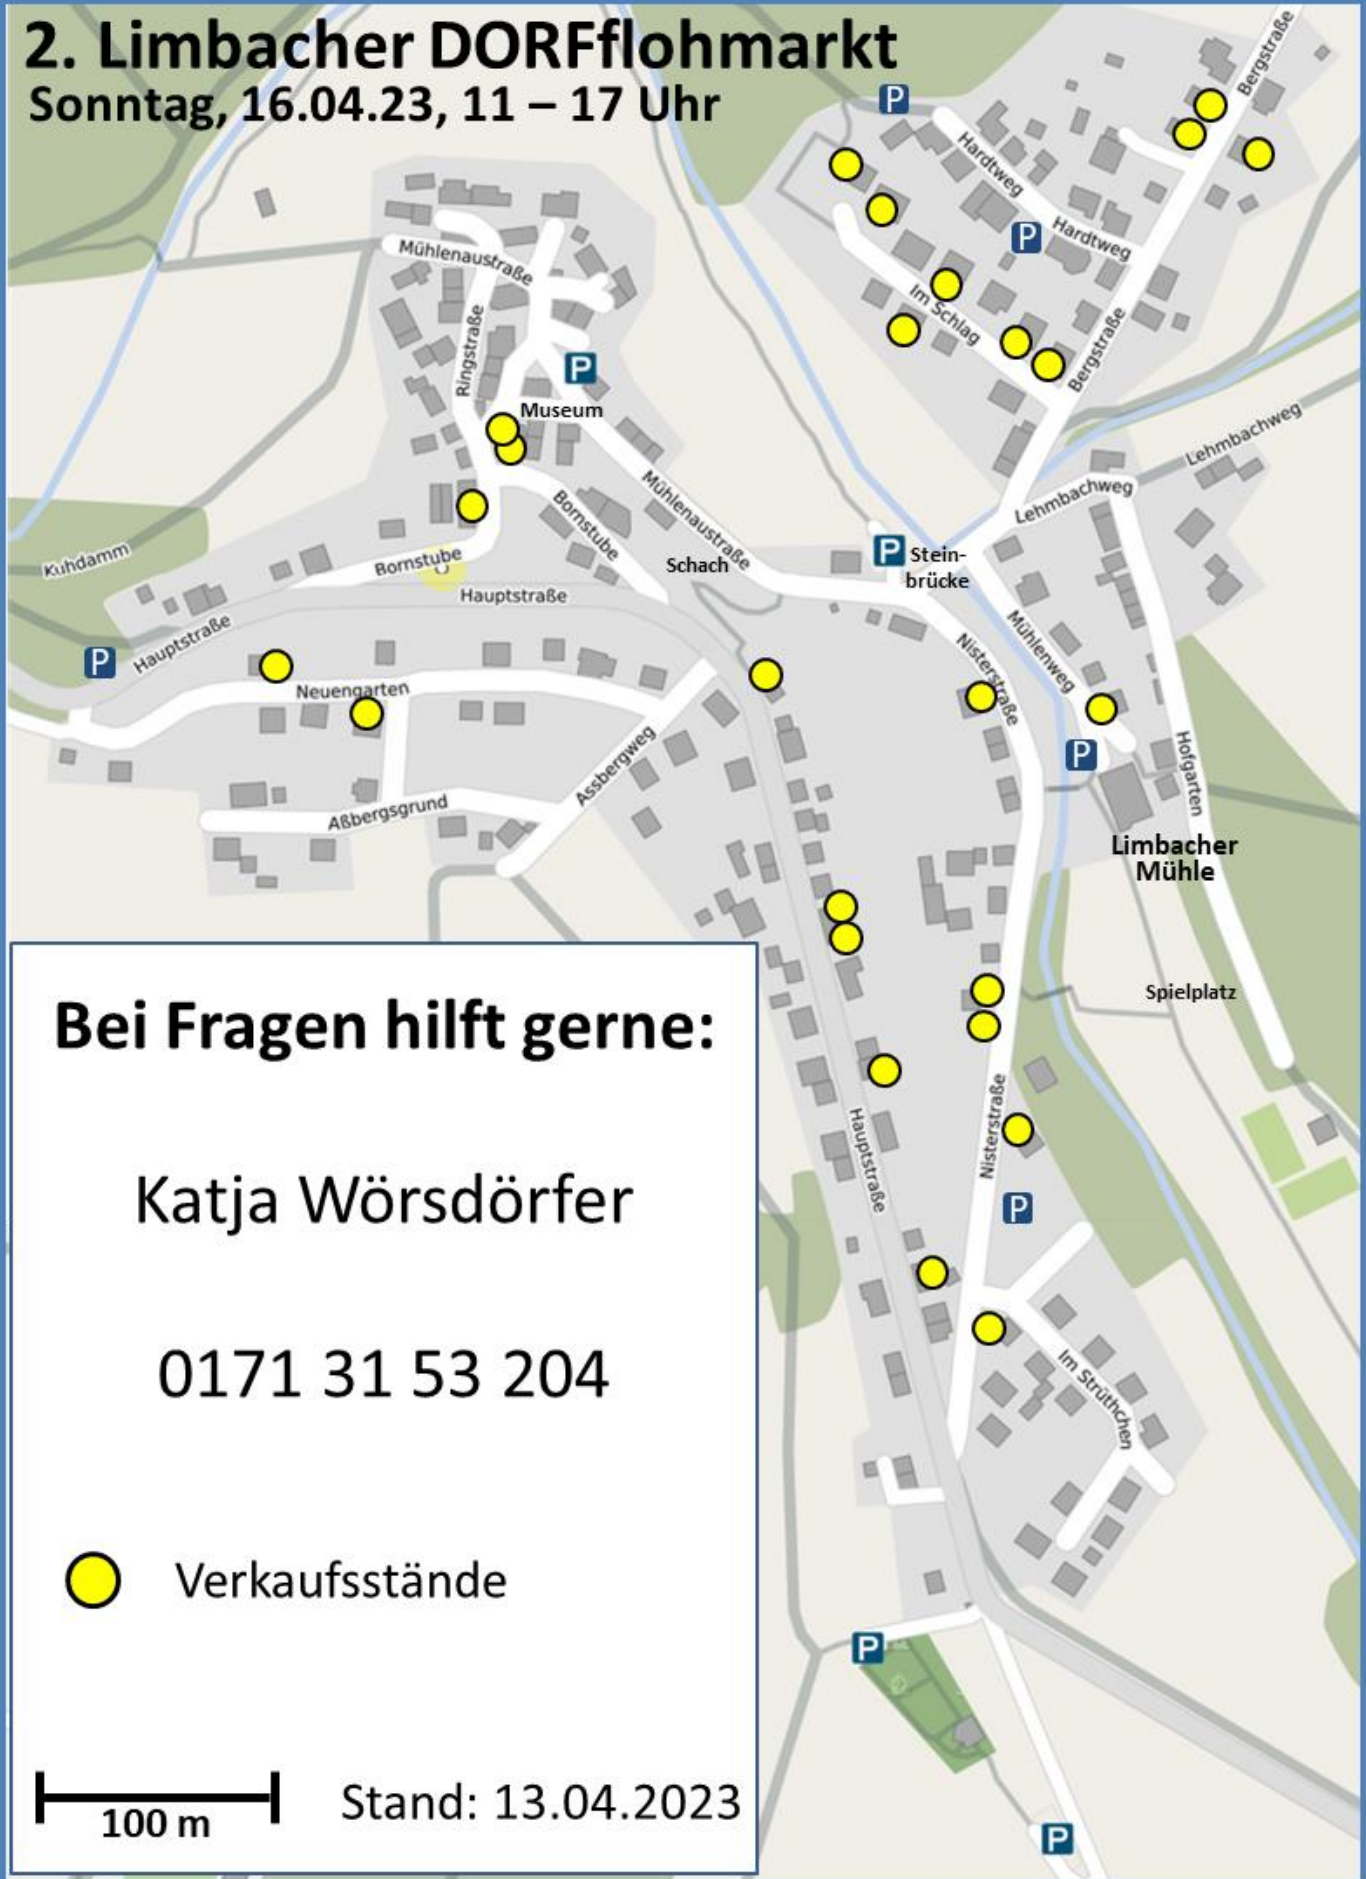 2. Limbacher DORFflohmarkt
Sonntag, 16.04.23, 11 – 17 Uhr
Bergstraße
P
Hardtweg
P
Hardtweg
Mühlenaustraße
Im Schlag
Ringstraße
Bergstraße
P
Museum
Lehmbachweg
Mühlenaustraße
Lehmbachweg
Bornstube
Kuhdamm
Bornstube
Schach
P
Stein-
brücke
Hauptstraße
Hauptstraße
P
Mühlenweg
Nisterstraße
Neuengarten
Assbergweg
P
Hofgarten
Aßbergsgrund
Limbacher
Mühle
Spielplatz
Hauptstraße
Nisterstraße
P
Im Strüthchen
P
P
Bei Fragen hilft gerne:
Katja Wörsdörfer
0171 31 53 204
Verkaufsstände
100 m
Stand: 13.04.2023